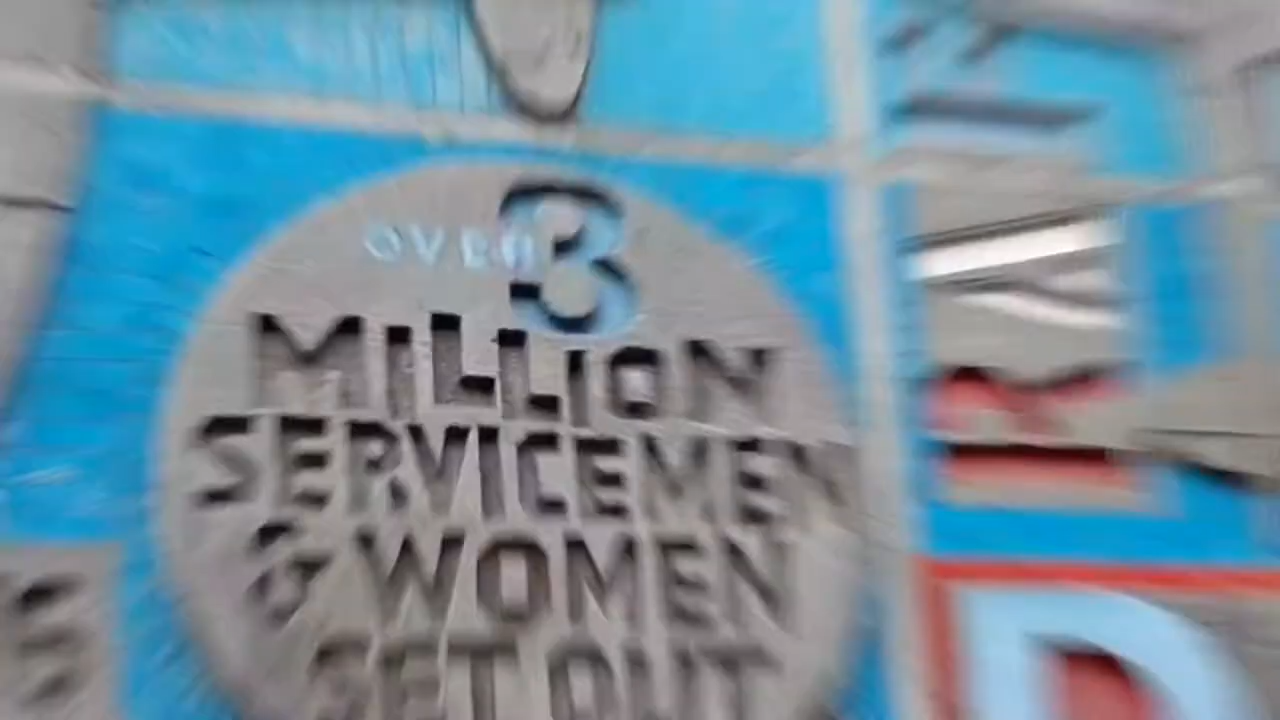 OVER 3
MILLION
SERVICEMEN
& WOMEN
SET OUT
D